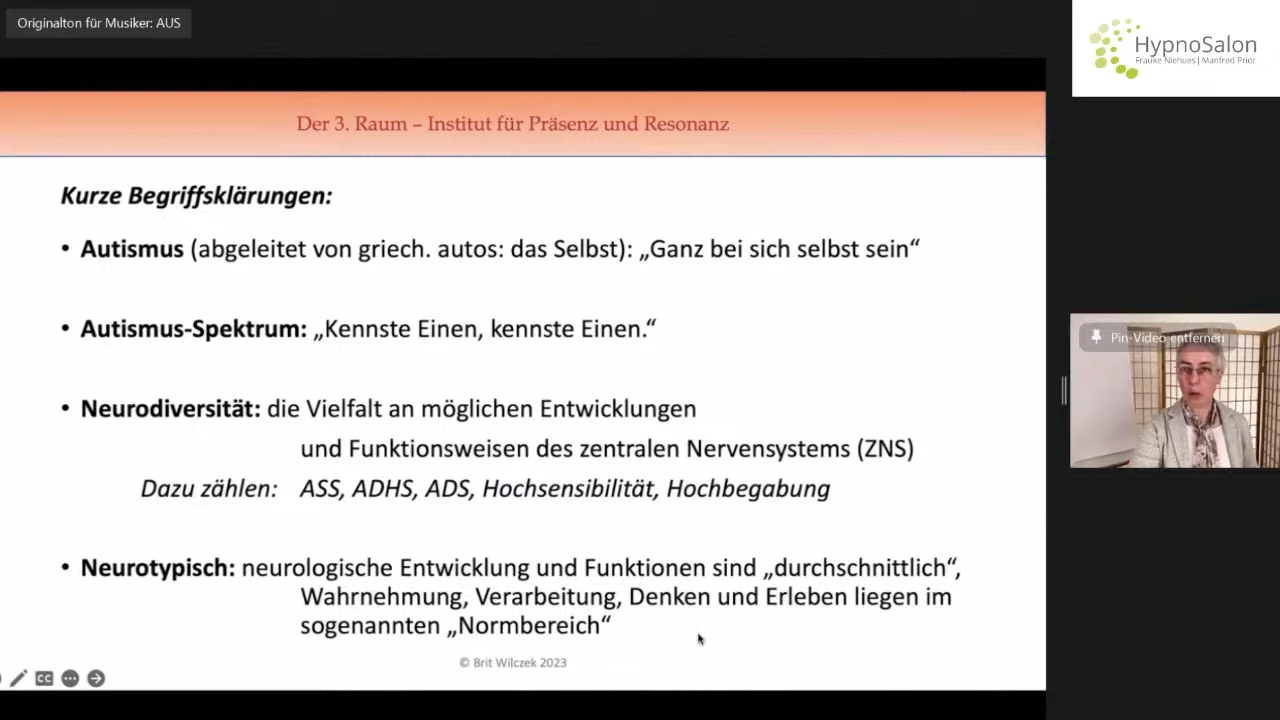 Originalton für Musiker: AUS
HypnoSalon
Frauke Niehues | Manfred Prior
Der 3. Raum – Institut für Präsenz und Resonanz
Kurze Begriffsklärungen:
• Autismus (abgeleitet von griech. autos: das Selbst): „Ganz bei sich selbst sein“
• Autismus-Spektrum: „Kennste Einen, kennste Einen.“
• Neurodiversität: die Vielfalt an möglichen Entwicklungen
und Funktionsweisen des zentralen Nervensystems (ZNS)
Dazu zählen: ASS, ADHS, ADS, Hochsensibilität, Hochbegabung
• Neurotypisch: neurologische Entwicklung und Funktionen sind „durchschnittlich“,
Wahrnehmung, Verarbeitung, Denken und Erleben liegen im
sogenannten „Normbereich“
© Brit Wilczek 2023
CC
Pin-Video entfernen